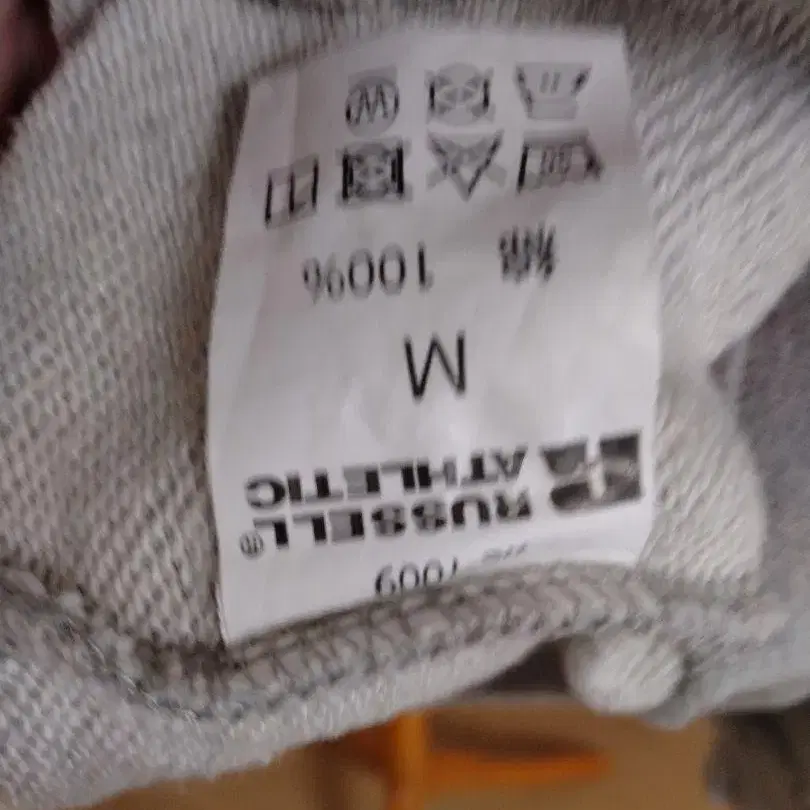 RUSSELL®
ATHLETIC
M
綿 100%
W